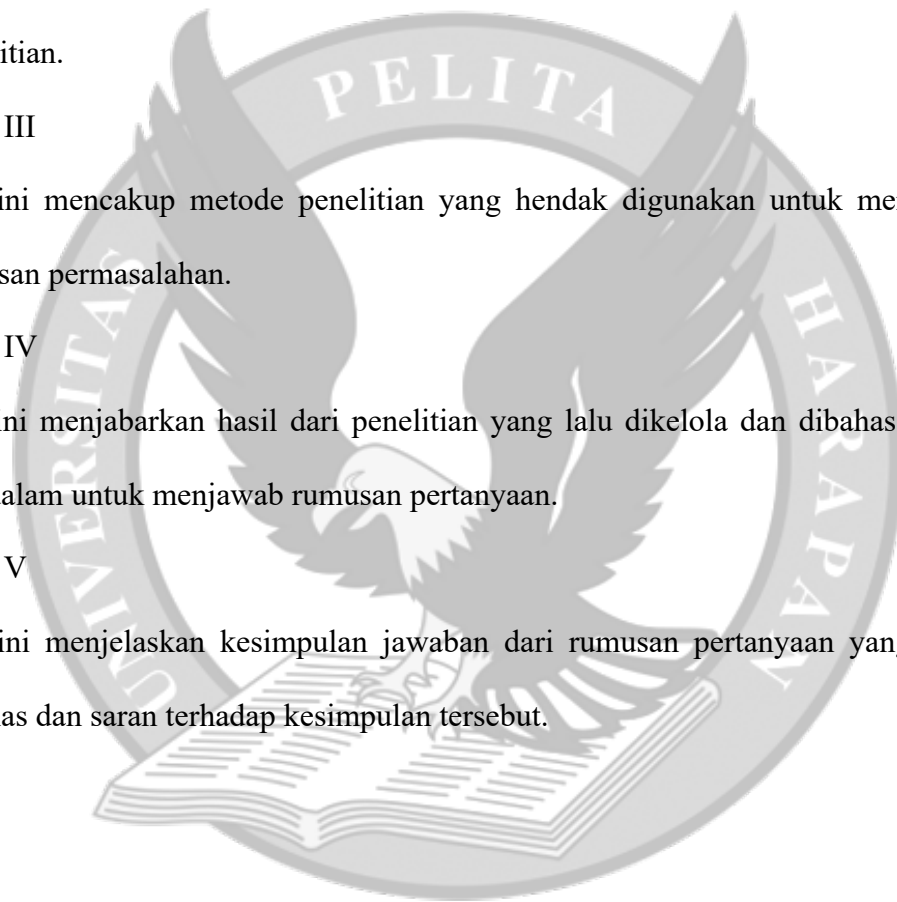 itian.
III
ini mencakup metode penelitian yang hendak digunakan untuk me
san permasalahan.
IV
ini menjabarkan hasil dari penelitian yang lalu dikelola dan dibahas
dalam untuk menjawab rumusan pertanyaan.
V
ini menjelaskan kesimpulan jawaban dari rumusan pertanyaan yang
as dan saran terhadap kesimpulan tersebut.
UNIVERSITAS PELITA HARAPAN